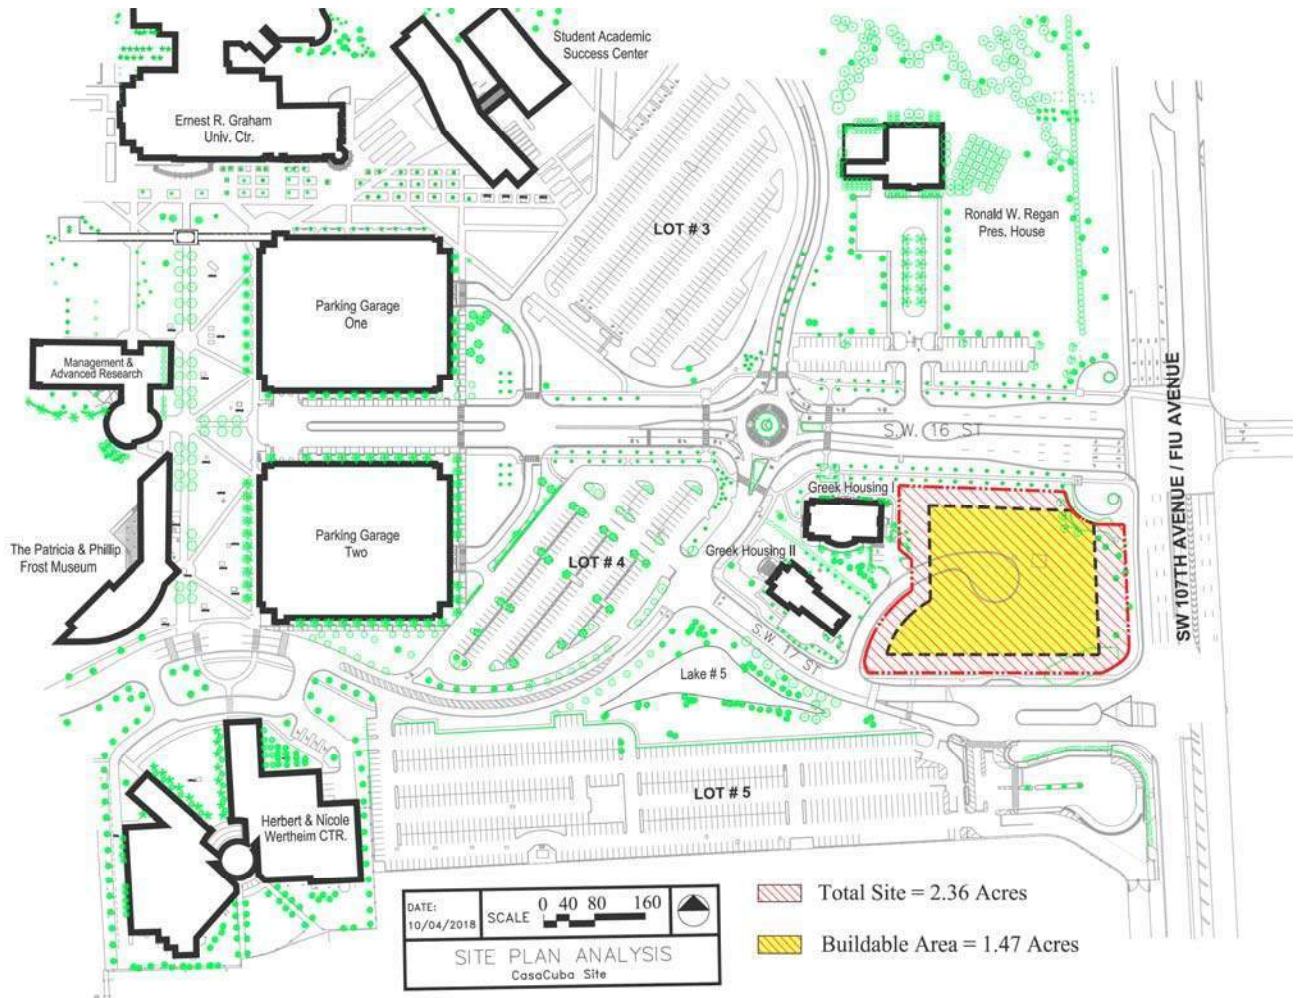 Student Academic
Success Center
Ernest R. Graham
Univ. Ctr.
LOT # 3
Ronald W. Regan
Pres. House
Parking Garage
One
Management &
Advanced Research
S.W. 16 ST
SW 107TH AVENUE / FIU AVENUE
Greek Housing I
Parking Garage
Two
The Patricia & Phillip
Frost Museum
LOT # 4
Greek Housing II
S.W. 17 ST
Lake # 5
LOT # 5
Herbert & Nicole
Wertheim CTR.
DATE:
10/04/2018
SCALE 0 40 80 160
SITE PLAN ANALYSIS
CasaCuba Site
Total Site = 2.36 Acres
Buildable Area = 1.47 Acres